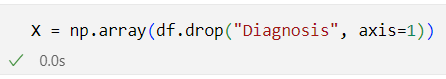 X = np.array(df.drop("Diagnosis", axis=1))
0.0s